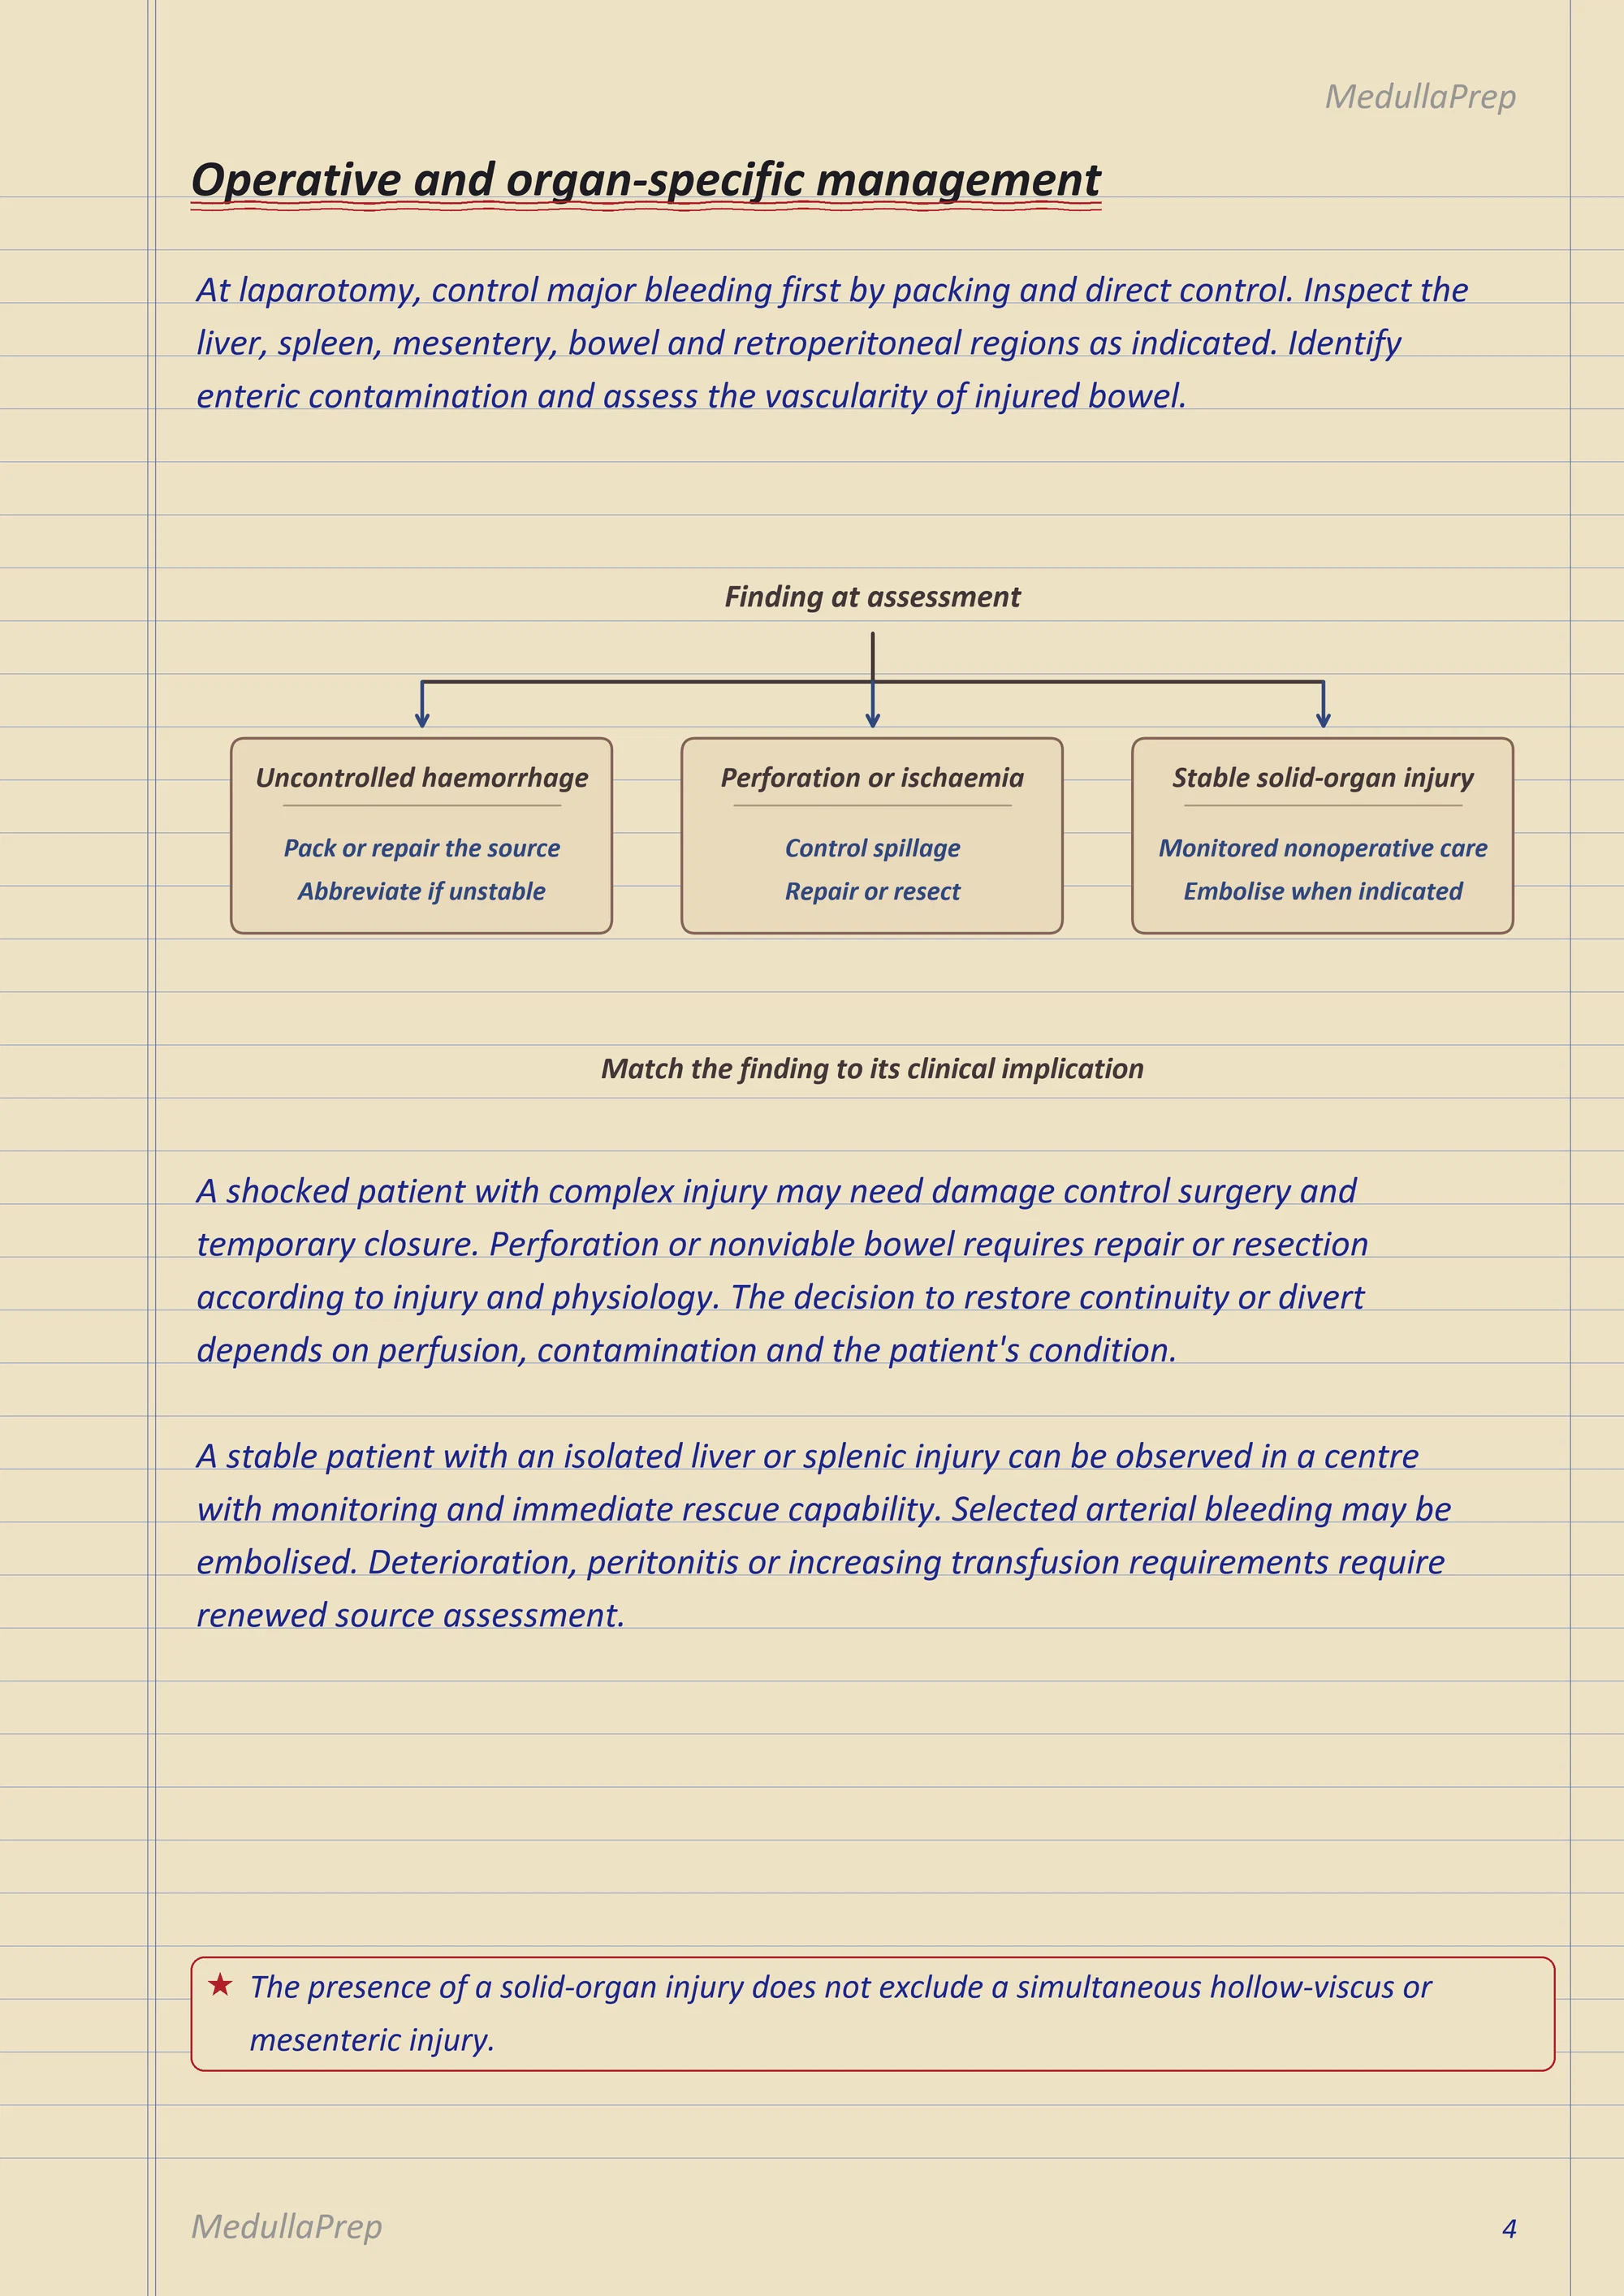 MedullaPrep
Operative and organ-specific management
At laparotomy, control major bleeding first by packing and direct control. Inspect the
liver, spleen, mesentery, bowel and retroperitoneal regions as indicated. Identify
enteric contamination and assess the vascularity of injured bowel.
Finding at assessment
Uncontrolled haemorrhage
Pack or repair the source
Abbreviate if unstable
Perforation or ischaemia
Control spillage
Repair or resect
Stable solid-organ injury
Monitored nonoperative care
Embolise when indicated
Match the finding to its clinical implication
A shocked patient with complex injury may need damage control surgery and
temporary closure. Perforation or nonviable bowel requires repair or resection
according to injury and physiology. The decision to restore continuity or divert
depends on perfusion, contamination and the patient's condition.
A stable patient with an isolated liver or splenic injury can be observed in a centre
with monitoring and immediate rescue capability. Selected arterial bleeding may be
embolised. Deterioration, peritonitis or increasing transfusion requirements require
renewed source assessment.
★ The presence of a solid-organ injury does not exclude a simultaneous hollow-viscus or
mesenteric injury.
MedullaPrep
4